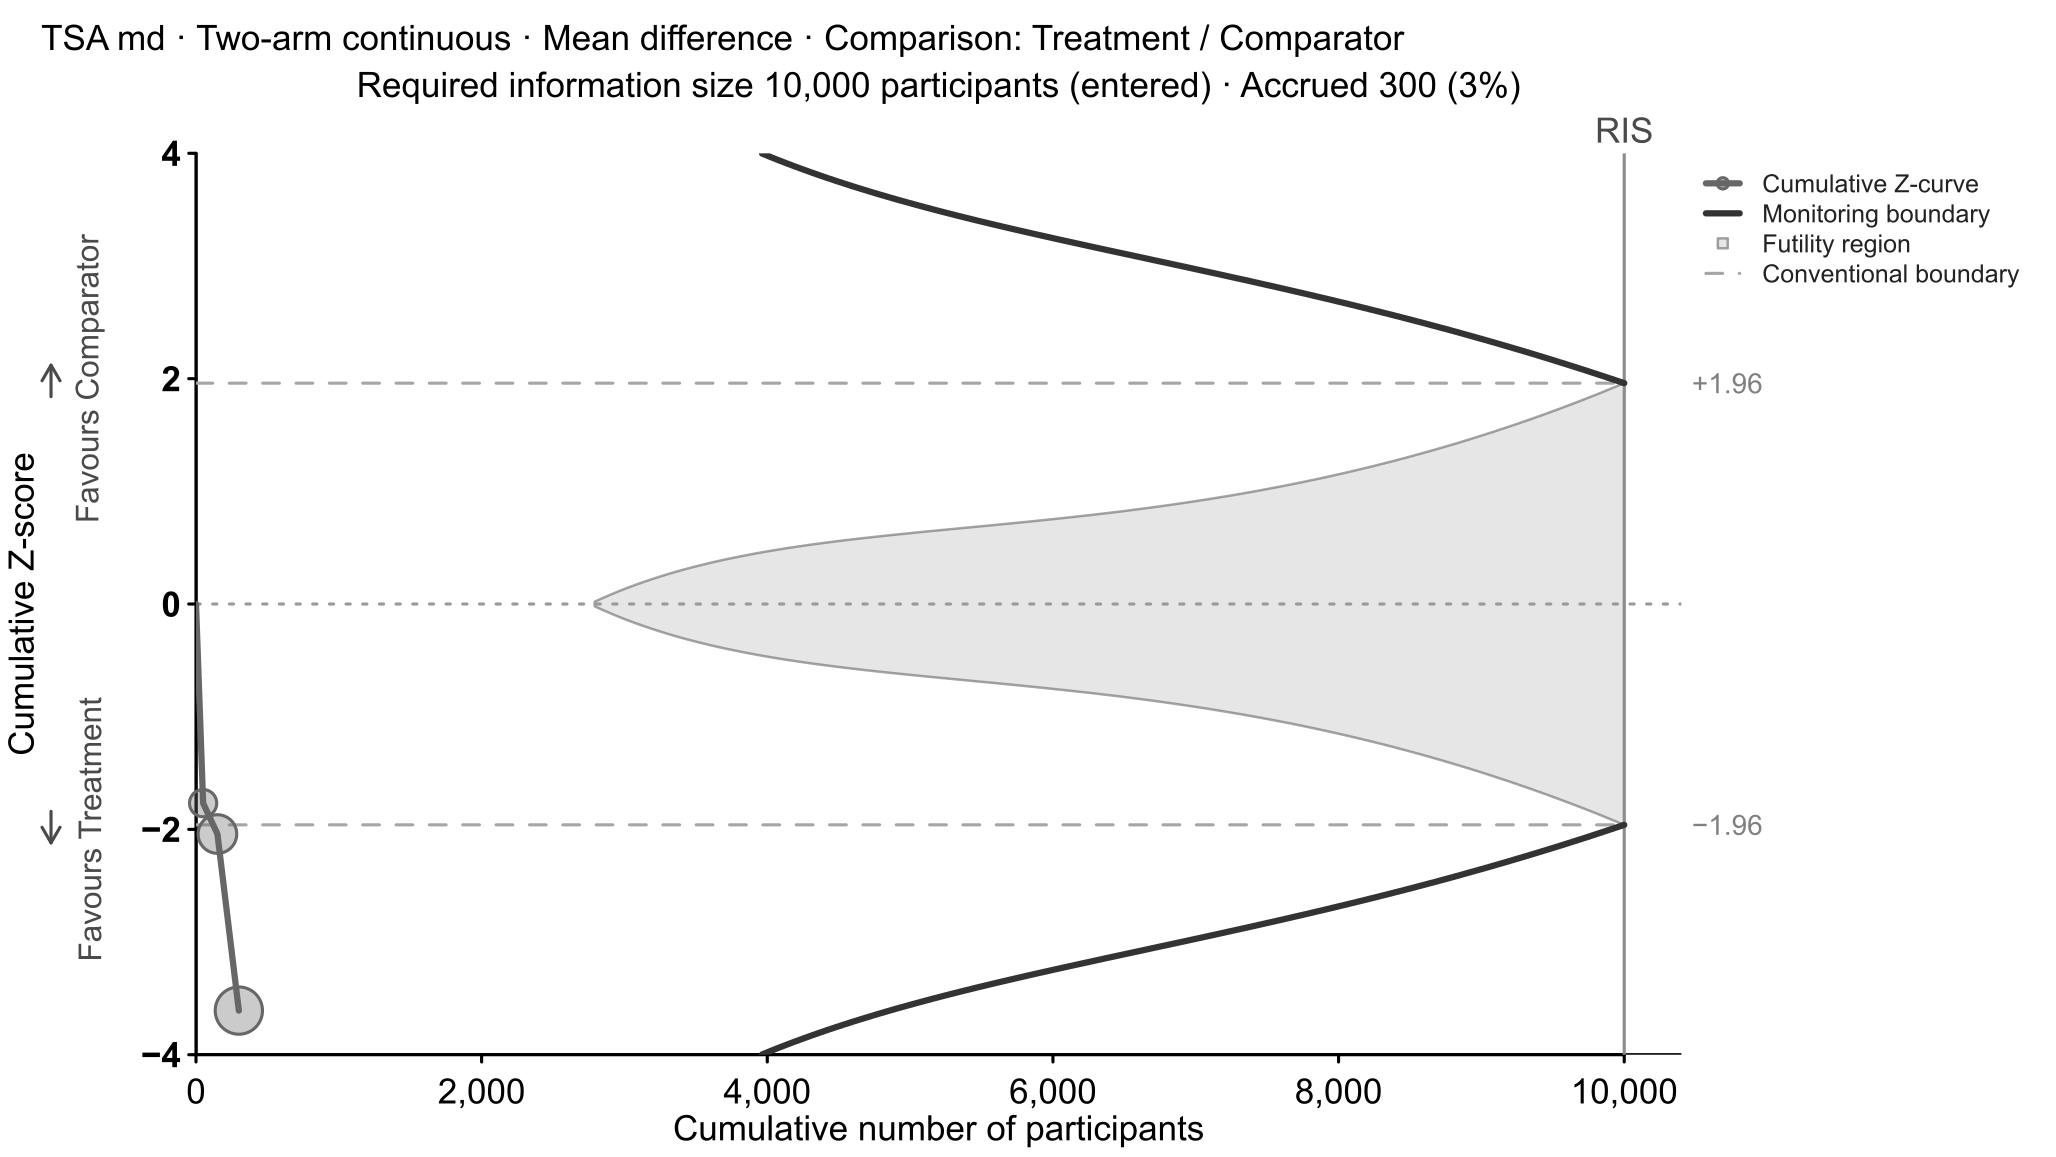 TSA md · Two-arm continuous · Mean difference · Comparison: Treatment / Comparator
Required information size 10,000 participants (entered) · Accrued 300 (3%)
RIS
Cumulative Z-curve
Monitoring boundary
Futility region
Conventional boundary
4
2
0
−2
−4
+1.96
−1.96
Cumulative Z-score
Favours Comparator
Favours Treatment
0
2,000
4,000
6,000
8,000
10,000
Cumulative number of participants